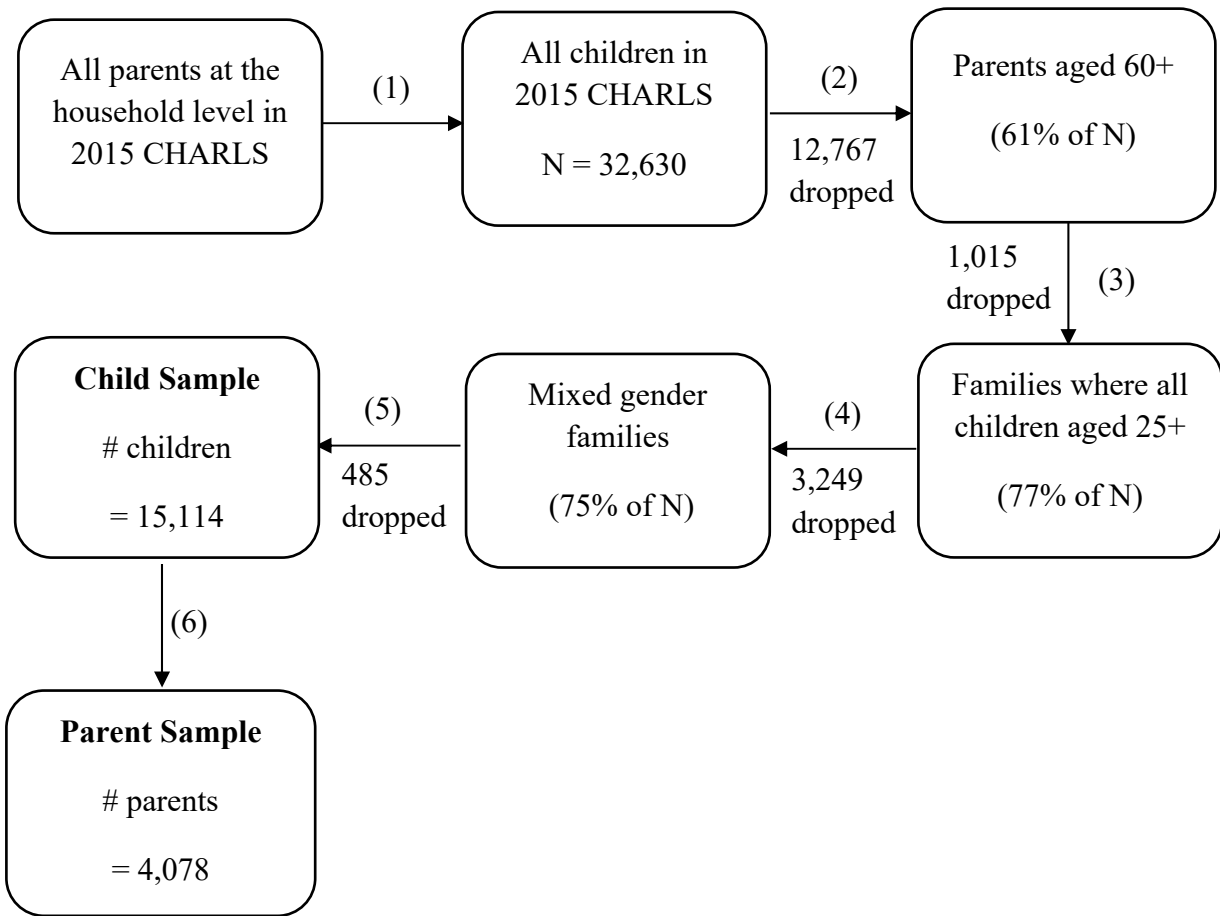 All parents at the
household level in
2015 CHARLS
(1)
All children in
2015 CHARLS
N = 32,630
(2)
12,767
dropped
Parents aged 60+
(61% of N)
1,015
dropped
(3)
Families where all
children aged 25+
(77% of N)
(4)
3,249
dropped
Mixed gender
families
(75% of N)
(5)
485
dropped
Child Sample
# children
= 15,114
(6)
Parent Sample
# parents
= 4,078